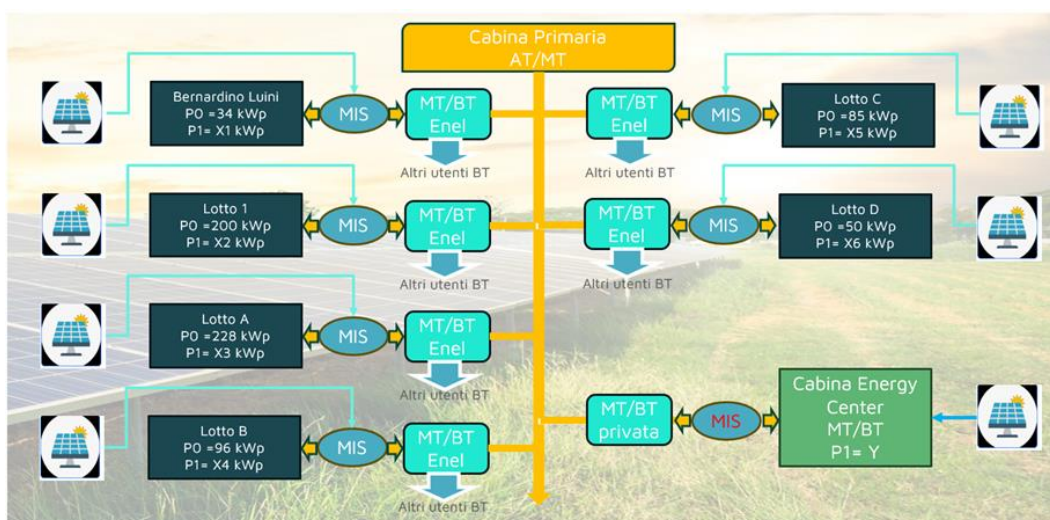 Cabina Primaria
AT/MT
Bernardino Luini
P0 =34 kWp
P1= X1 kWp
MIS
MT/BT
Enel
Altri utenti BT
MT/BT
Enel
Altri utenti BT
MIS
Lotto C
P0 =85 kWp
P1= X5 kWp
Lotto 1
P0 =200 kWp
P1= X2 kWp
MIS
MT/BT
Enel
Altri utenti BT
MT/BT
Enel
Altri utenti BT
MIS
Lotto D
P0 =50 kWp
P1= X6 kWp
Lotto A
P0 =228 kWp
P1= X3 kWp
MIS
MT/BT
Enel
Altri utenti BT
Lotto B
P0 =96 kWp
P1= X4 kWp
MIS
MT/BT
Enel
Altri utenti BT
MT/BT
privata
MIS
Cabina Energy
Center
MT/BT
P1= Y